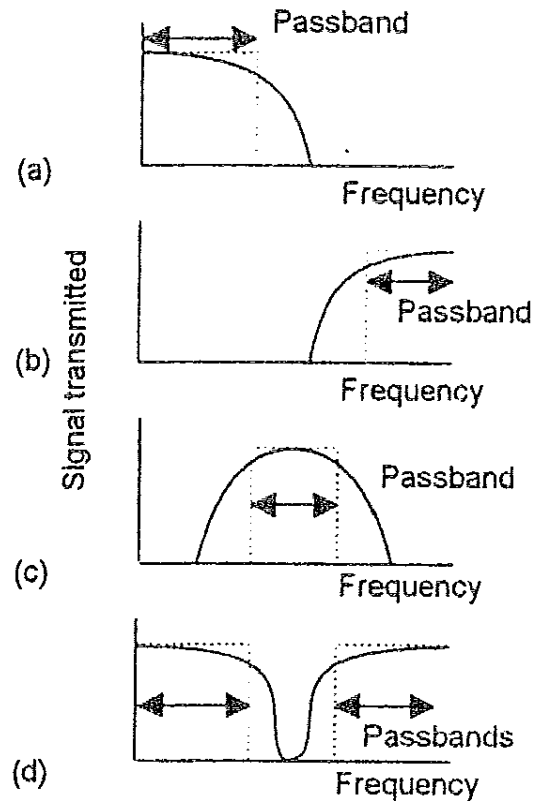 Passband
(a)
Frequency
Signal transmitted
Passband
(b)
Frequency
Passband
(c)
Frequency
Passbands
(d)
Frequency